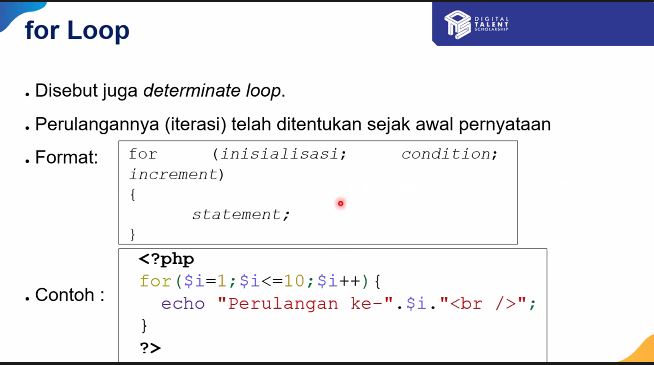 for Loop
DIGITAL
TALENT
SCHOLARSHIP
. Disebut juga determinate loop.
. Perulangannya (iterasi) telah ditentukan sejak awal pernyataan
. Format:
for (inisialisasi; condition;
increment)
{
statement;
}
. Contoh :
<?php
for($i=1;$i<=10;$i++){
echo "Perulangan ke-".$i."<br />";
}
?>